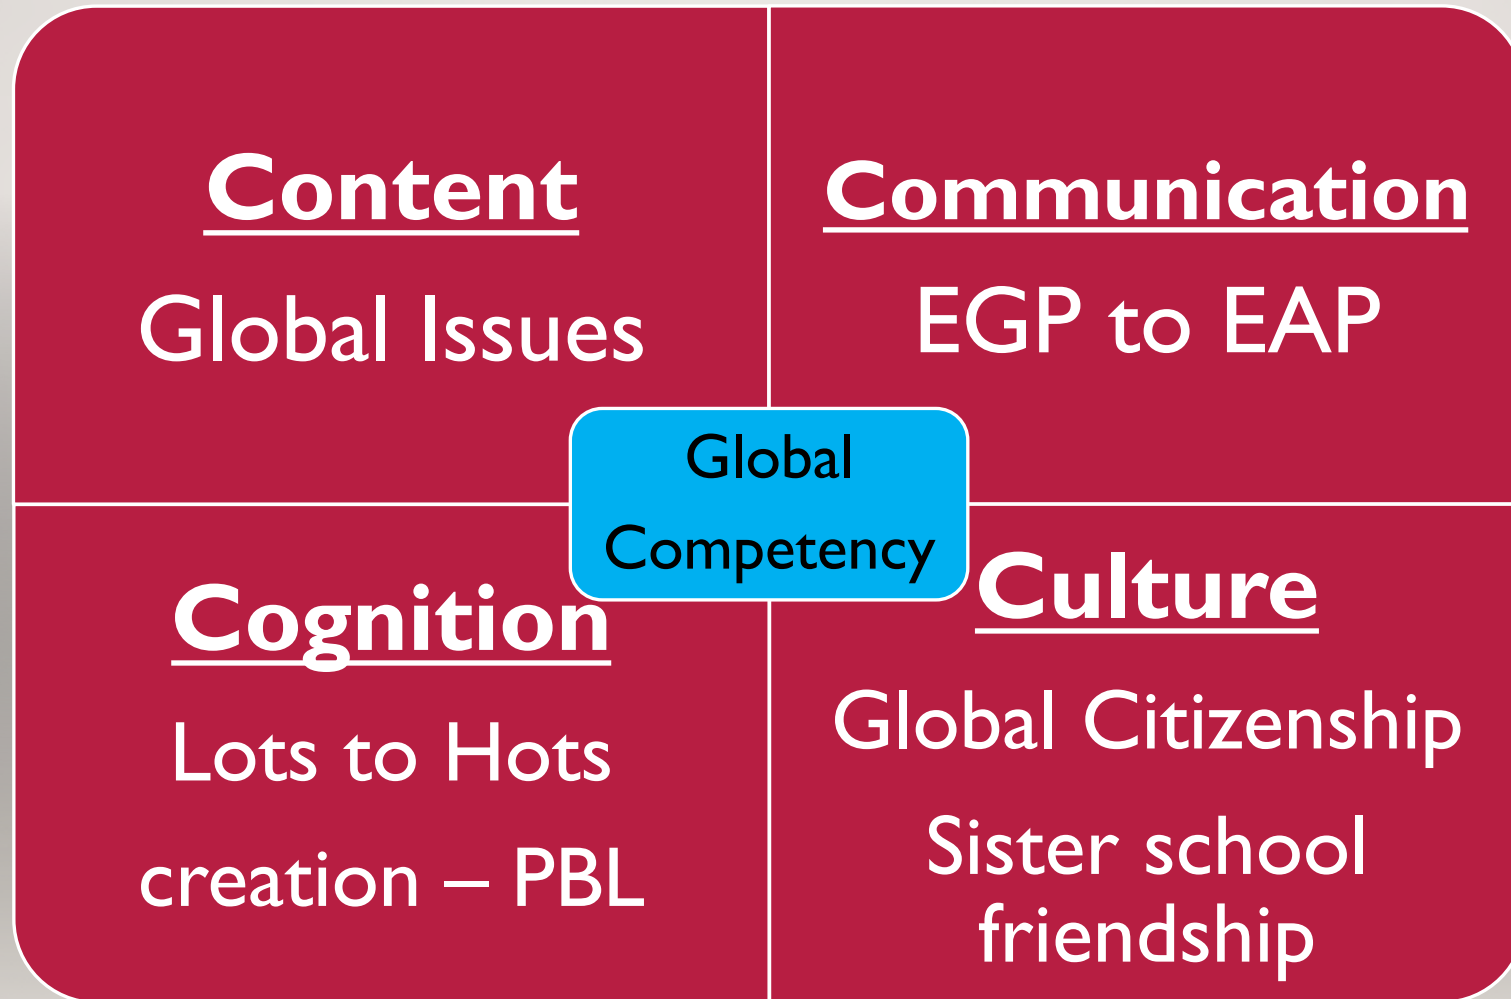 Content
Global Issues
Communication
EGP to EAP
Global
Competency
Cognition
Lots to Hots
creation – PBL
Culture
Global Citizenship
Sister school
friendship